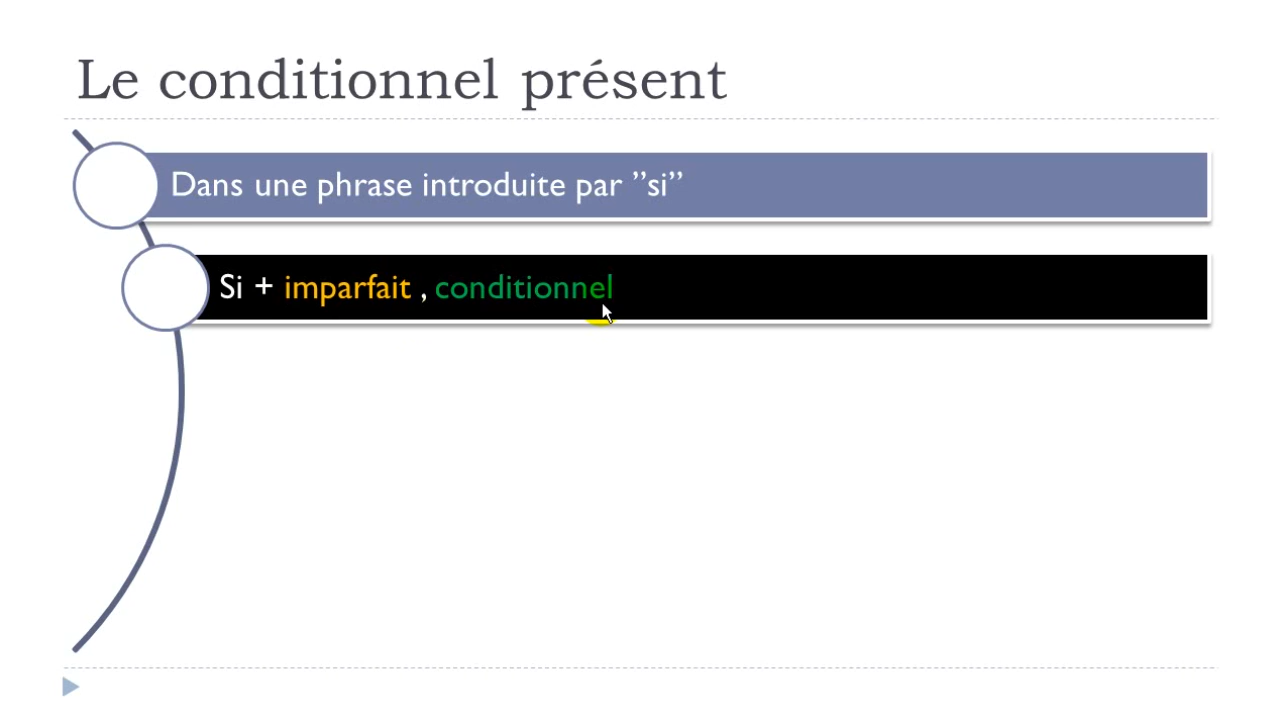 Le conditionnel présent
Dans une phrase introduite par ”si”
Si + imparfait , conditionnel